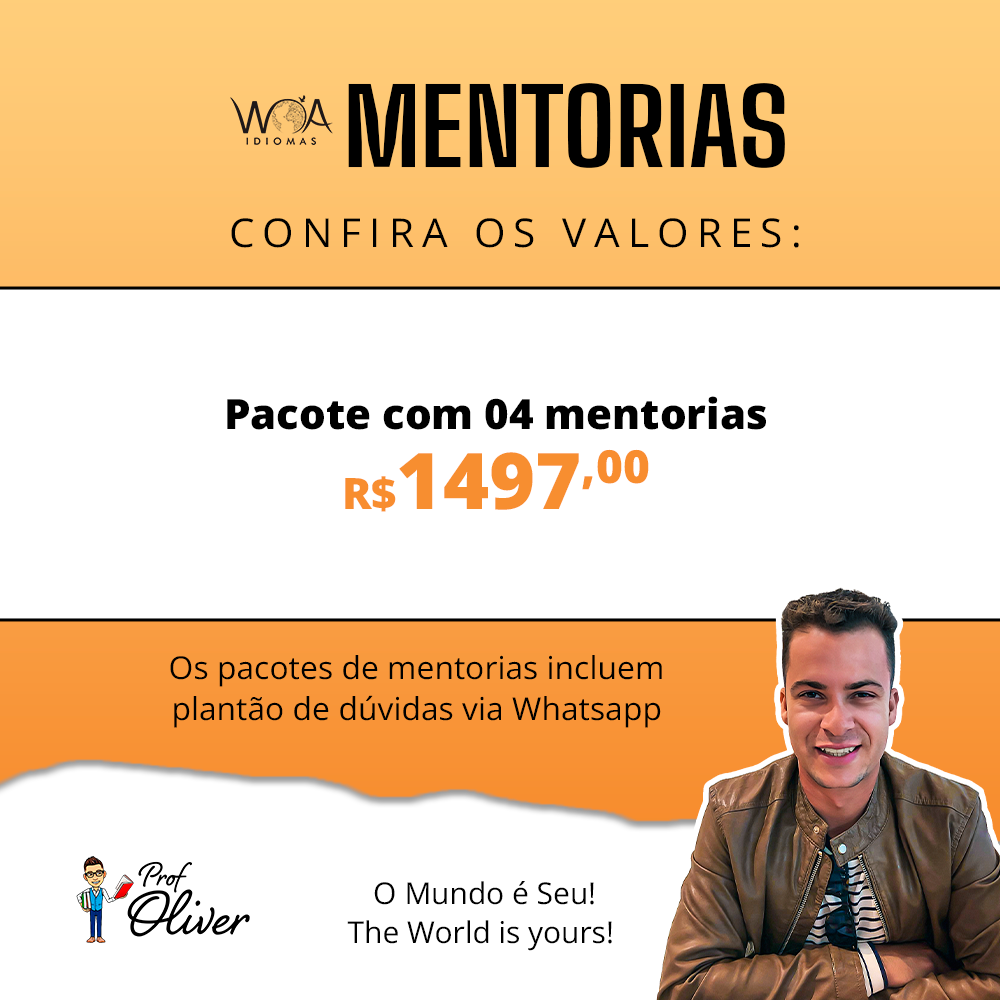 WOA
IDIOMAS
MENTORIAS
CONFIRA OS VALORES:
Pacote com 04 mentorias
R$1497,00
Os pacotes de mentorias incluem
plantão de dúvidas via Whatsapp
Prof
Oliver
O Mundo é Seu!
The World is yours!